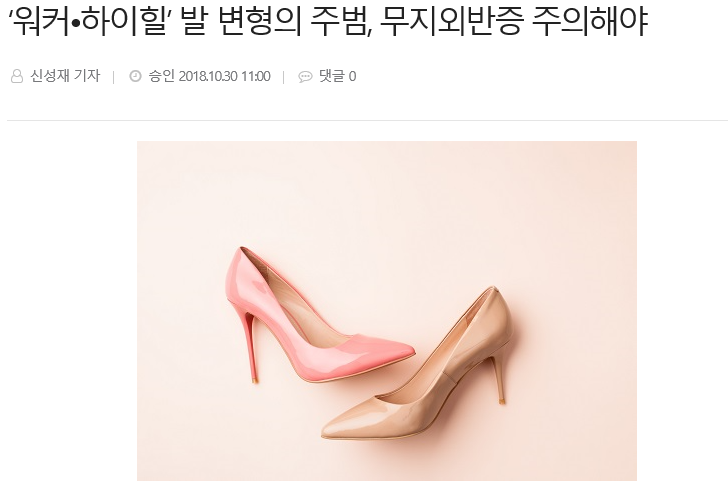 ‘워커•하이힐’ 발 변형의 주범, 무지외반증 주의해야
신성재 기자 | 승인 2018.10.30 11:00 | 댓글 0